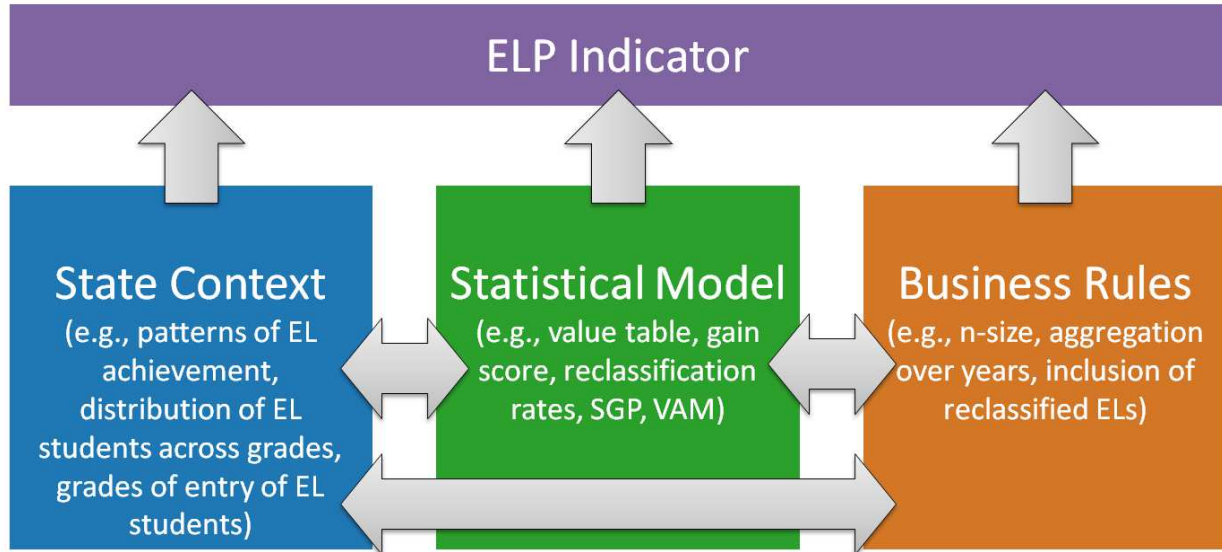 ELP Indicator
State Context
(e.g., patterns of EL
achievement,
distribution of EL
students across grades,
grades of entry of EL
students)
Statistical Model
(e.g., value table, gain
score, reclassification
rates, SGP, VAM)
Business Rules
(e.g., n-size, aggregation
over years, inclusion of
reclassified ELs)